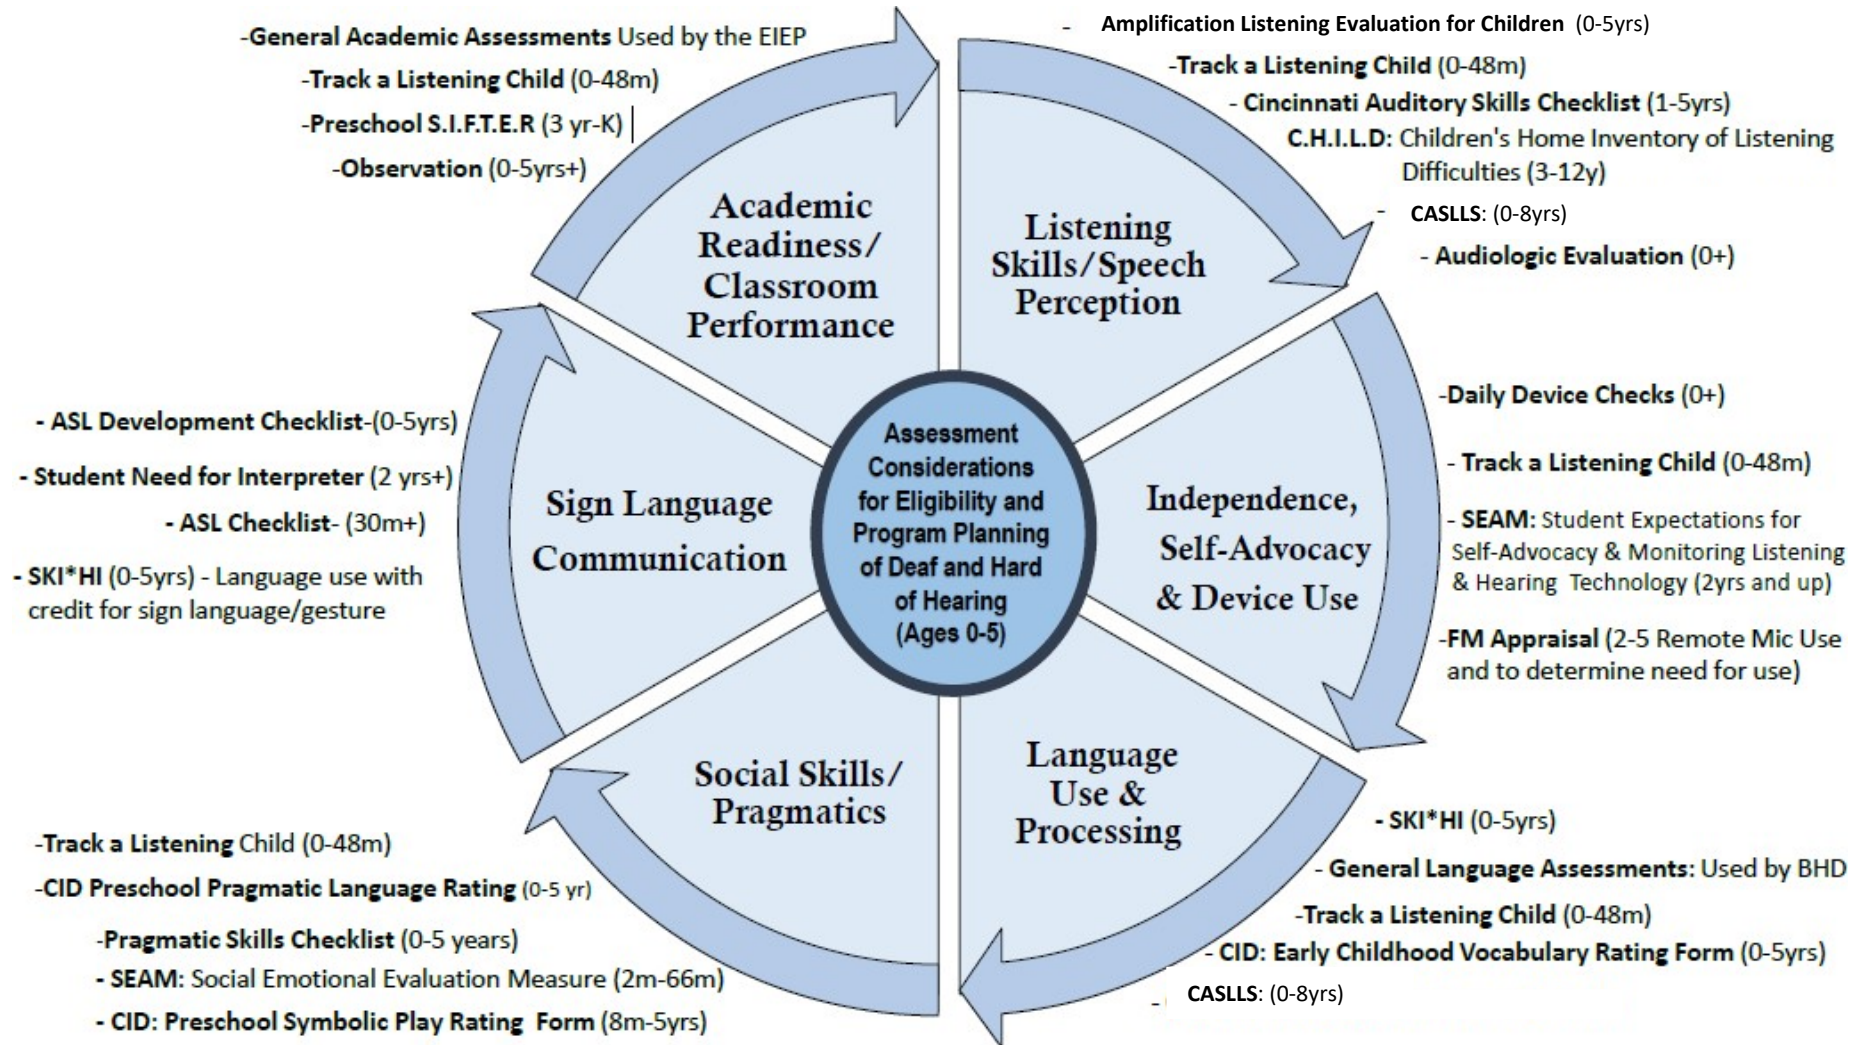 -General Academic Assessments Used by the EIEP
-Track a Listening Child (0-48m)
-Preschool S.I.F.T.E.R (3 yr-K)
-Observation (0-5yrs+)
Academic
Readiness/
Classroom
Performance
- Amplification Listening Evaluation for Children (0-5yrs)
-Track a Listening Child (0-48m)
- Cincinnati Auditory Skills Checklist (1-5yrs)
C.H.I.L.D: Children's Home Inventory of Listening
Difficulties (3-12y)
- CASLLS: (0-8yrs)
- Audiologic Evaluation (0+)
Listening
Skills/Speech
Perception
-Daily Device Checks (0+)
- Track a Listening Child (0-48m)
- SEAM: Student Expectations for
Self-Advocacy & Monitoring Listening
& Hearing Technology (2yrs and up)
-FM Appraisal (2-5 Remote Mic Use
and to determine need for use)
Independence,
Self-Advocacy
& Device Use
Assessment
Considerations
for Eligibility and
Program Planning
of Deaf and Hard
of Hearing
(Ages 0-5)
- SKI*HI (0-5yrs)
- General Language Assessments: Used by BHD
-Track a Listening Child (0-48m)
- CID: Early Childhood Vocabulary Rating Form (0-5yrs)
- CASLLS: (0-8yrs)
Language
Use &
Processing
Social Skills/
Pragmatics
-Track a Listening Child (0-48m)
-CID Preschool Pragmatic Language Rating (0-5 yr)
-Pragmatic Skills Checklist (0-5 years)
- SEAM: Social Emotional Evaluation Measure (2m-66m)
- CID: Preschool Symbolic Play Rating Form (8m-5yrs)
Sign Language
Communication
- ASL Development Checklist-(0-5yrs)
- Student Need for Interpreter (2 yrs+)
- ASL Checklist- (30m+)
- SKI*HI (0-5yrs) - Language use with
credit for sign language/gesture